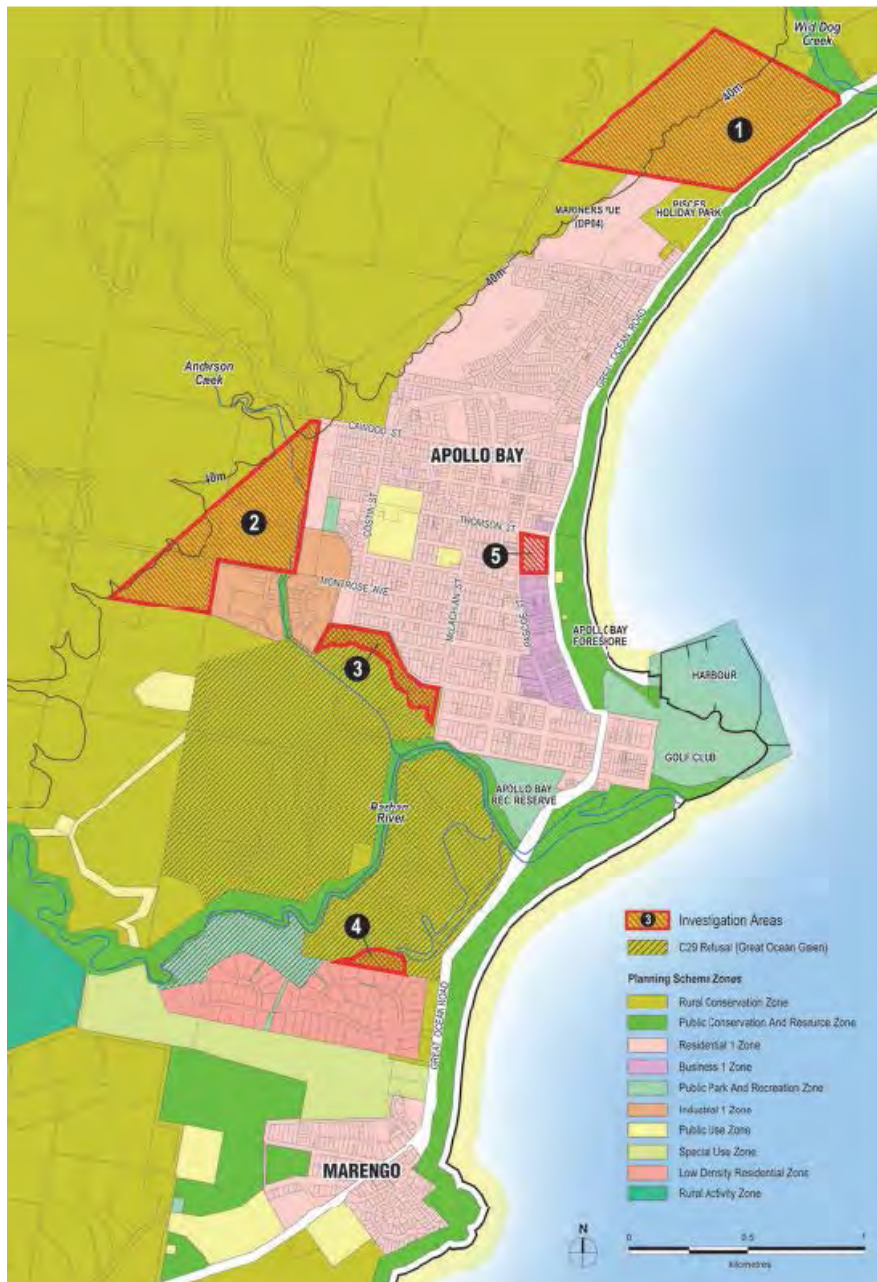 Wild Dog
Creek
40m
1
MARINERS VUE
(DP04)
PISCES
HOLIDAY PARK
40m
GREAT OCEAN ROAD
Anderson
Creek
CAWOOD ST
APOLLO BAY
40m
2
COSTIN ST
THOMSON ST
5
MONTROSE AVE
McLACHLAN ST
PASCOE ST
APOLLO BAY
FORESHORE
3
HARBOUR
GOLF CLUB
APOLLO BAY
REC RESERVE
Barham
River
4
GREAT OCEAN ROAD
MARENGO
3 Investigation Areas
C29 Refusal (Great Ocean Green)
Planning Scheme Zones
Rural Conservation Zone
Public Conservation And Resource Zone
Residential 1 Zone
Business 1 Zone
Public Park And Recreation Zone
Industrial 1 Zone
Public Use Zone
Special Use Zone
Low Density Residential Zone
Rural Activity Zone
N
0 0.5 1
kilometres